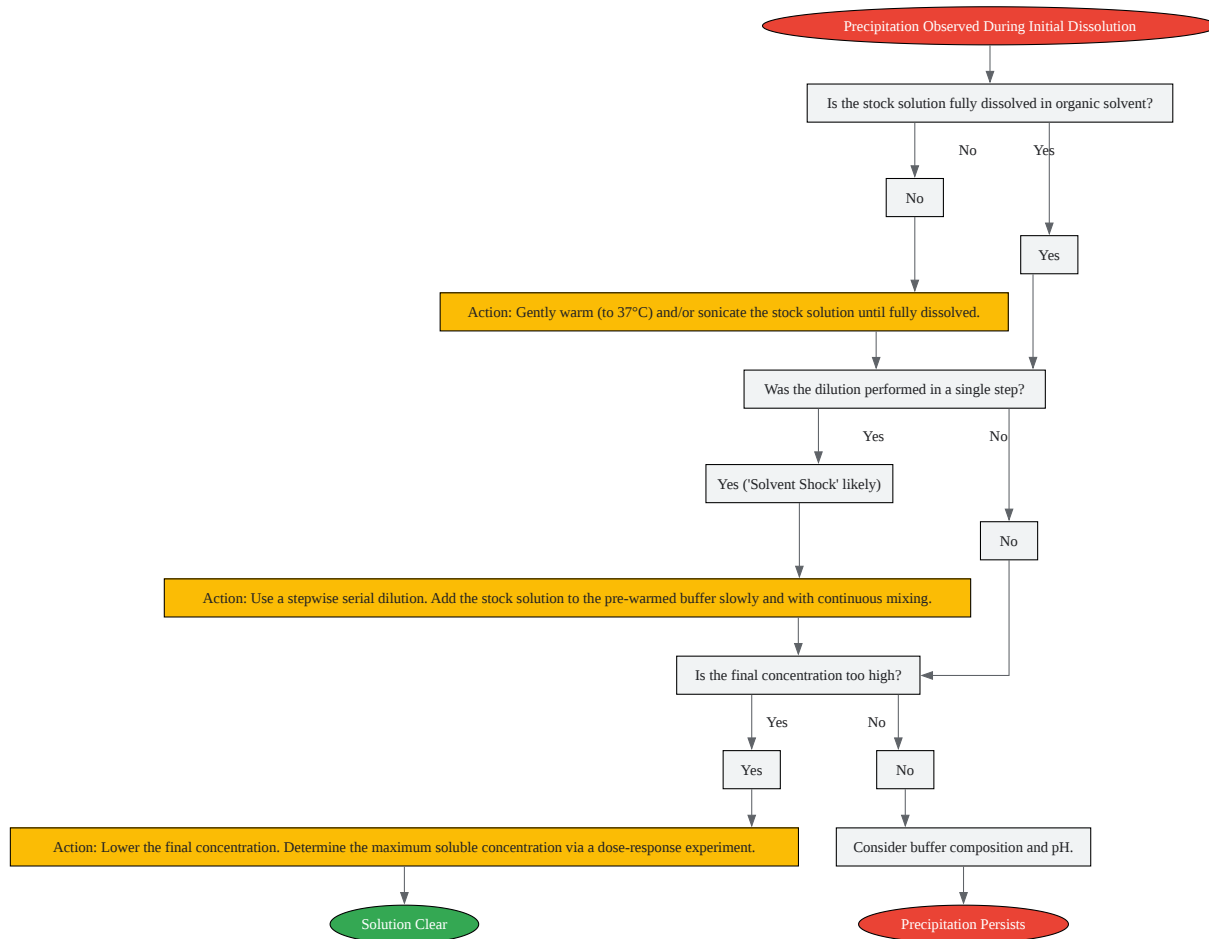 Precipitation Observed During Initial Dissolution
Is the stock solution fully dissolved in organic solvent?
No
Yes
No
Yes
Action: Gently warm (to 37°C) and/or sonicate the stock solution until fully dissolved.
Was the dilution performed in a single step?
Yes
No
Yes ('Solvent Shock' likely)
No
Action: Use a stepwise serial dilution. Add the stock solution to the pre-warmed buffer slowly and with continuous mixing.
Is the final concentration too high?
Yes
No
Yes
No
Action: Lower the final concentration. Determine the maximum soluble concentration via a dose-response experiment.
Consider buffer composition and pH.
Solution Clear
Precipitation Persists